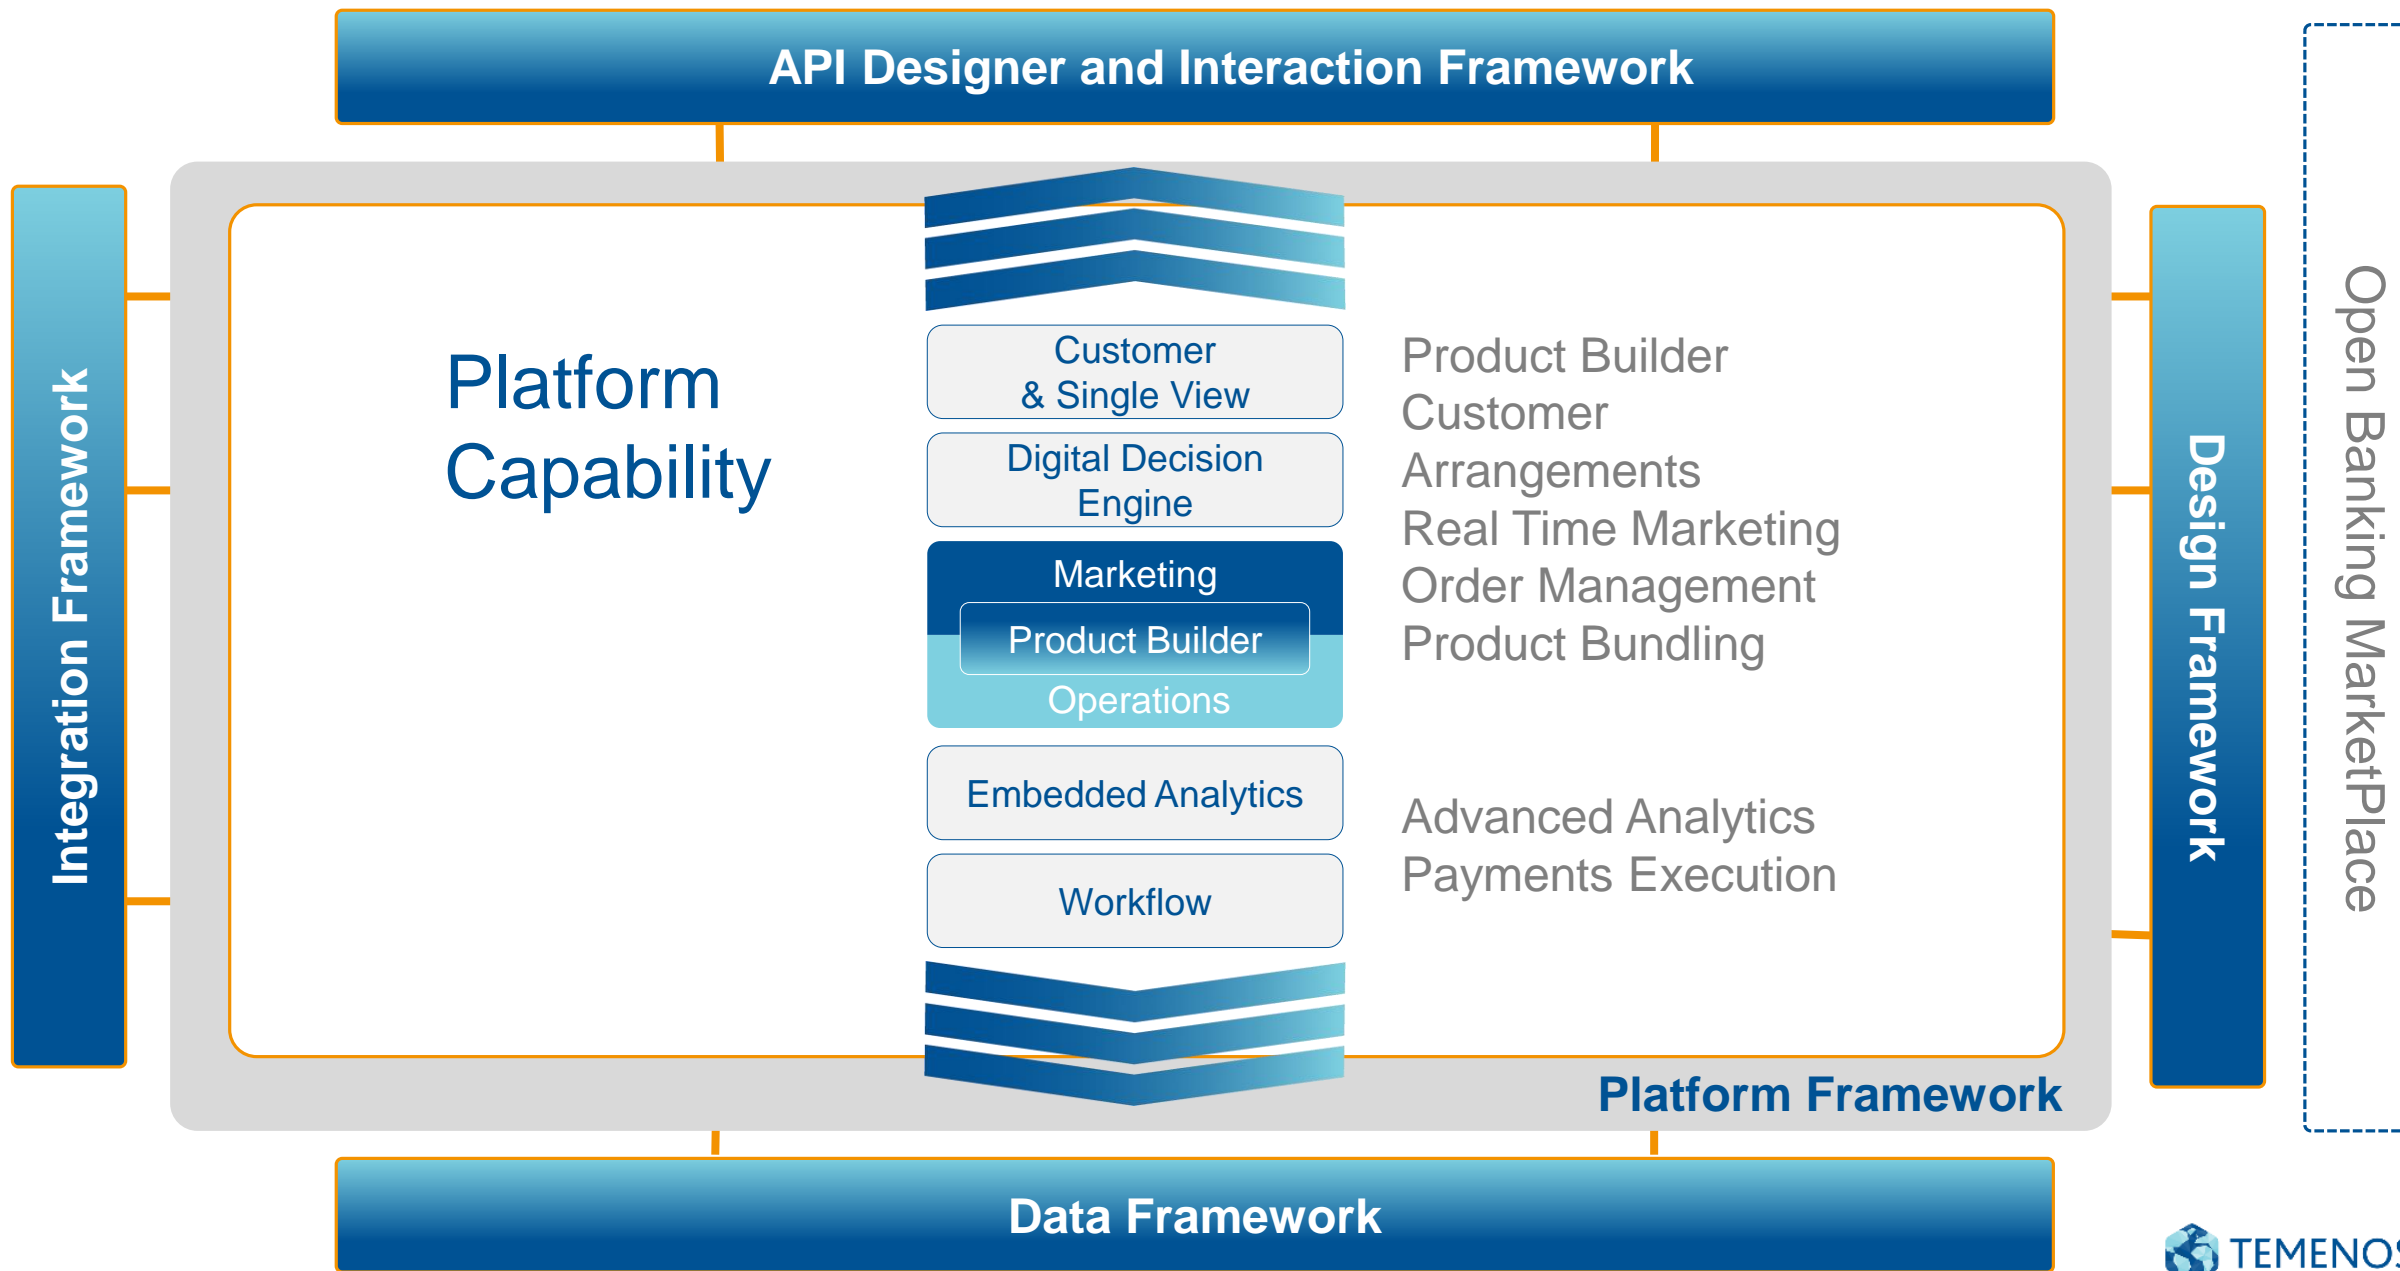 API Designer and Interaction Framework
Integration Framework
Platform
Capability
Customer
& Single View
Digital Decision
Engine
Marketing
Product Builder
Operations
Embedded Analytics
Workflow
Product Builder
Customer
Arrangements
Real Time Marketing
Order Management
Product Bundling
Advanced Analytics
Payments Execution
Platform Framework
Design Framework
Open Banking MarketPlace
Data Framework
TEMENOS